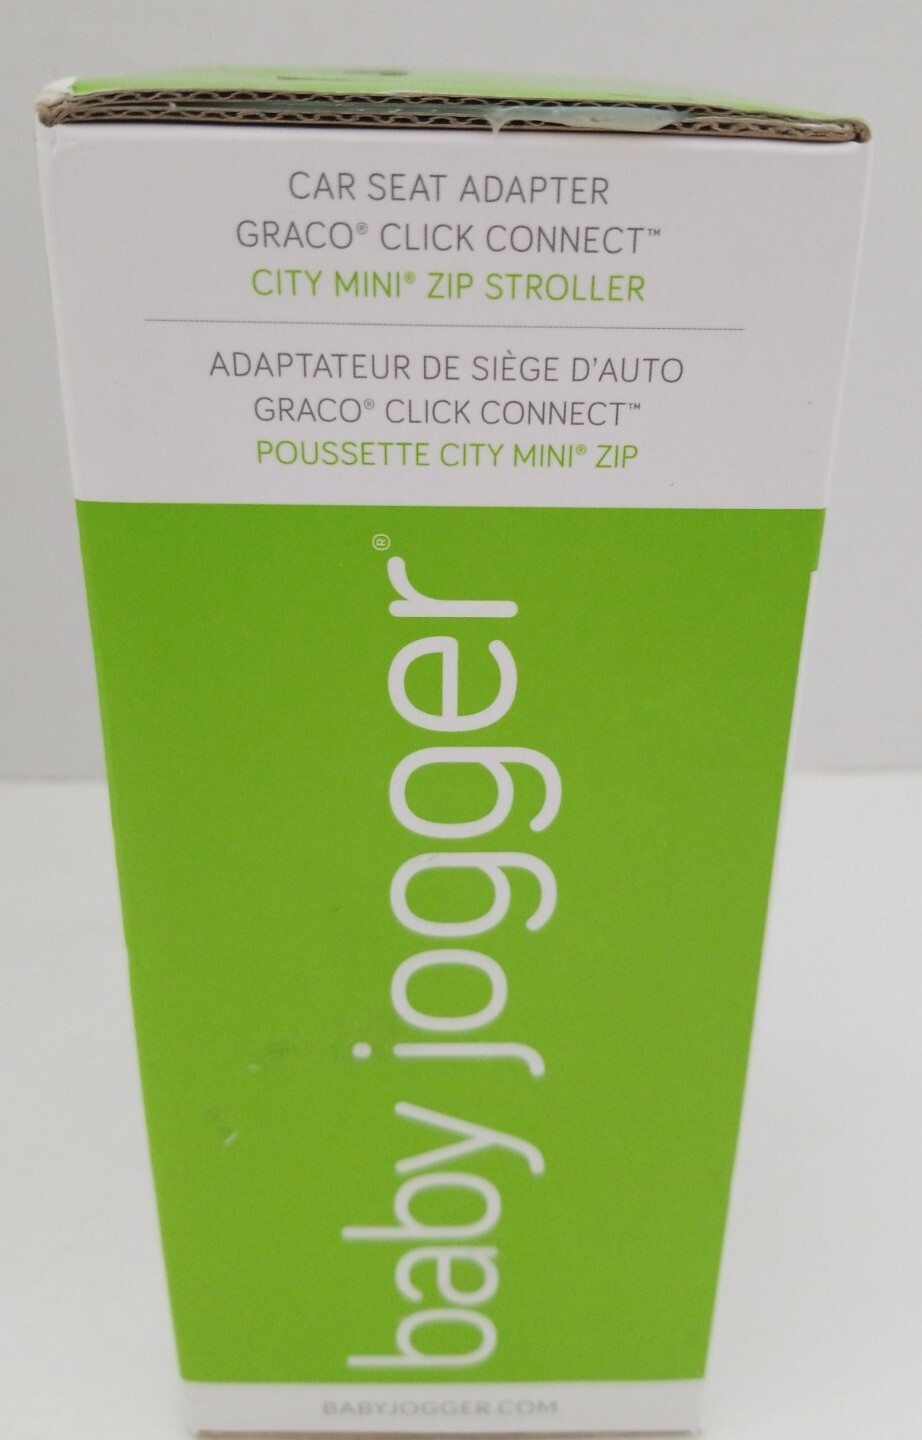 CAR SEAT ADAPTER
GRACO® CLICK CONNECT™
CITY MINI® ZIP STROLLER
ADAPTATEUR DE SIÈGE D'AUTO
GRACO® CLICK CONNECT™
POUSSETTE CITY MINI® ZIP
baby jogger®
BABYJOGGER.COM